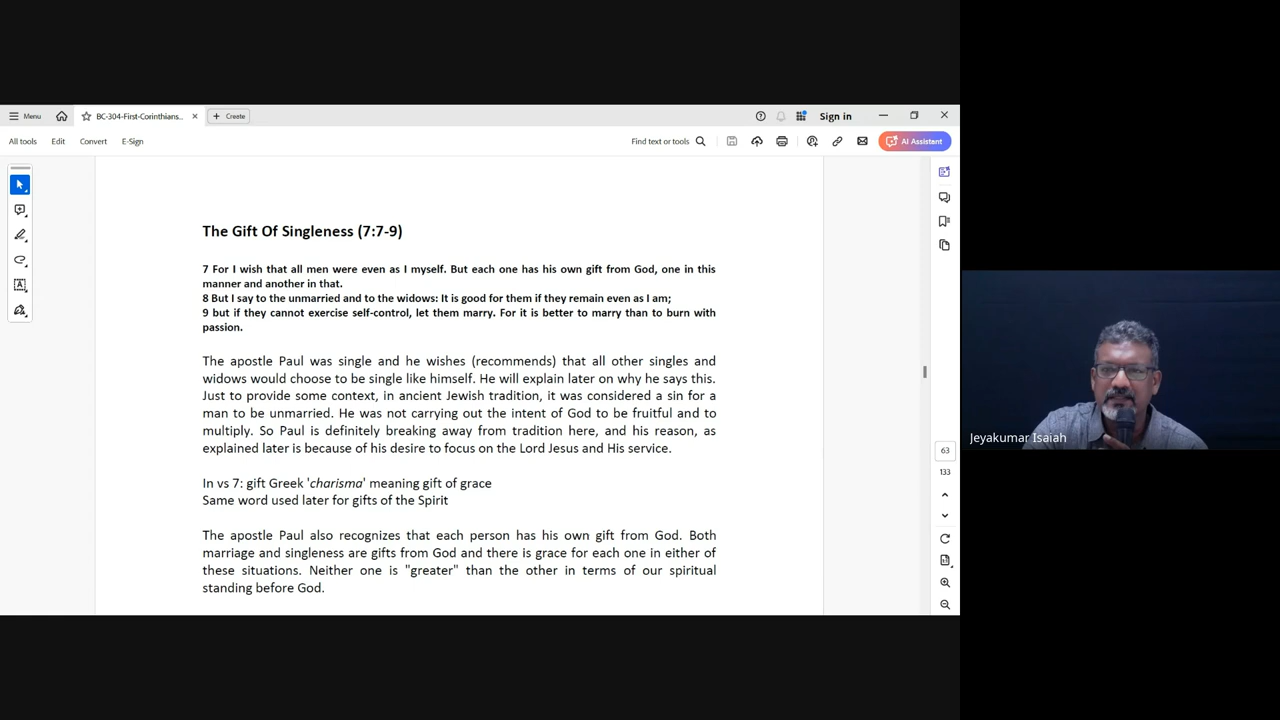 Menu
BC-304-First-Corinthians...
Create
Sign in
All tools
Edit
Convert
E-Sign
Find text or tools
AI Assistant
The Gift Of Singleness (7:7-9)
7 For I wish that all men were even as I myself. But each one has his own gift from God, one in this
manner and another in that.
8 But I say to the unmarried and to the widows: It is good for them if they remain even as I am;
9 but if they cannot exercise self-control, let them marry. For it is better to marry than to burn with
passion.
The apostle Paul was single and he wishes (recommends) that all other singles and
widows would choose to be single like himself. He will explain later on why he says this.
Just to provide some context, in ancient Jewish tradition, it was considered a sin for a
man to be unmarried. He was not carrying out the intent of God to be fruitful and to
multiply. So Paul is definitely breaking away from tradition here, and his reason, as
explained later is because of his desire to focus on the Lord Jesus and His service.
In vs 7: gift Greek 'charisma' meaning gift of grace
Same word used later for gifts of the Spirit
The apostle Paul also recognizes that each person has his own gift from God. Both
marriage and singleness are gifts from God and there is grace for each one in either of
these situations. Neither one is "greater" than the other in terms of our spiritual
standing before God.
63
133
Jeyakumar Isaiah